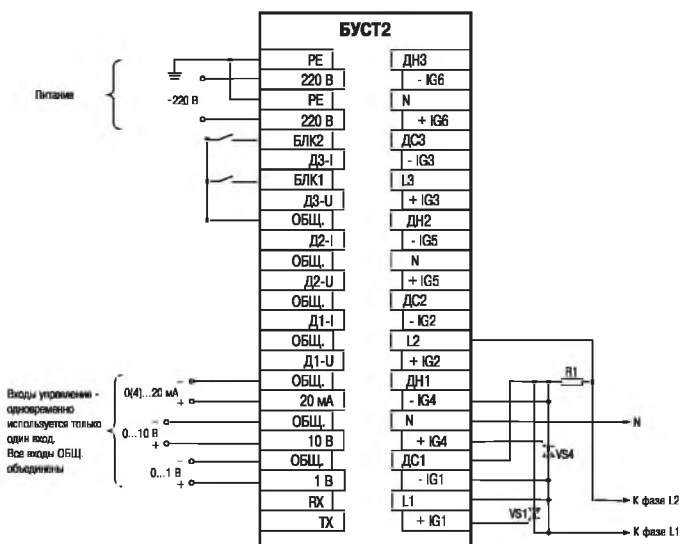 БУСТ2
PE
220 В
PE
220 В
БЛК2
Д3-I
БЛК1
Д3-U
ОБЩ.
Д2-I
ОБЩ.
Д2-U
ОБЩ.
Д1-I
ОБЩ.
Д1-U
ОБЩ.
20 мА
ОБЩ.
10 В
ОБЩ.
1 В
RX
TX
ДН3
- IG6
N
+ IG6
ДС3
- IG3
L3
+ IG3
ДН2
- IG5
N
+ IG5
ДС2
- IG2
L2
+ IG2
ДН1
- IG4
N
+ IG4
ДС1
- IG1
L1
+ IG1
Питание
~220 В
Входы управления -
одновременно
используется только
один вход.
Все входы ОБЩ.
объединены
0(4)...20 мА
-
+
0...10 В
-
+
0...1 В
-
+
R1
N
VS4
VS1
К фазе L2
К фазе L1